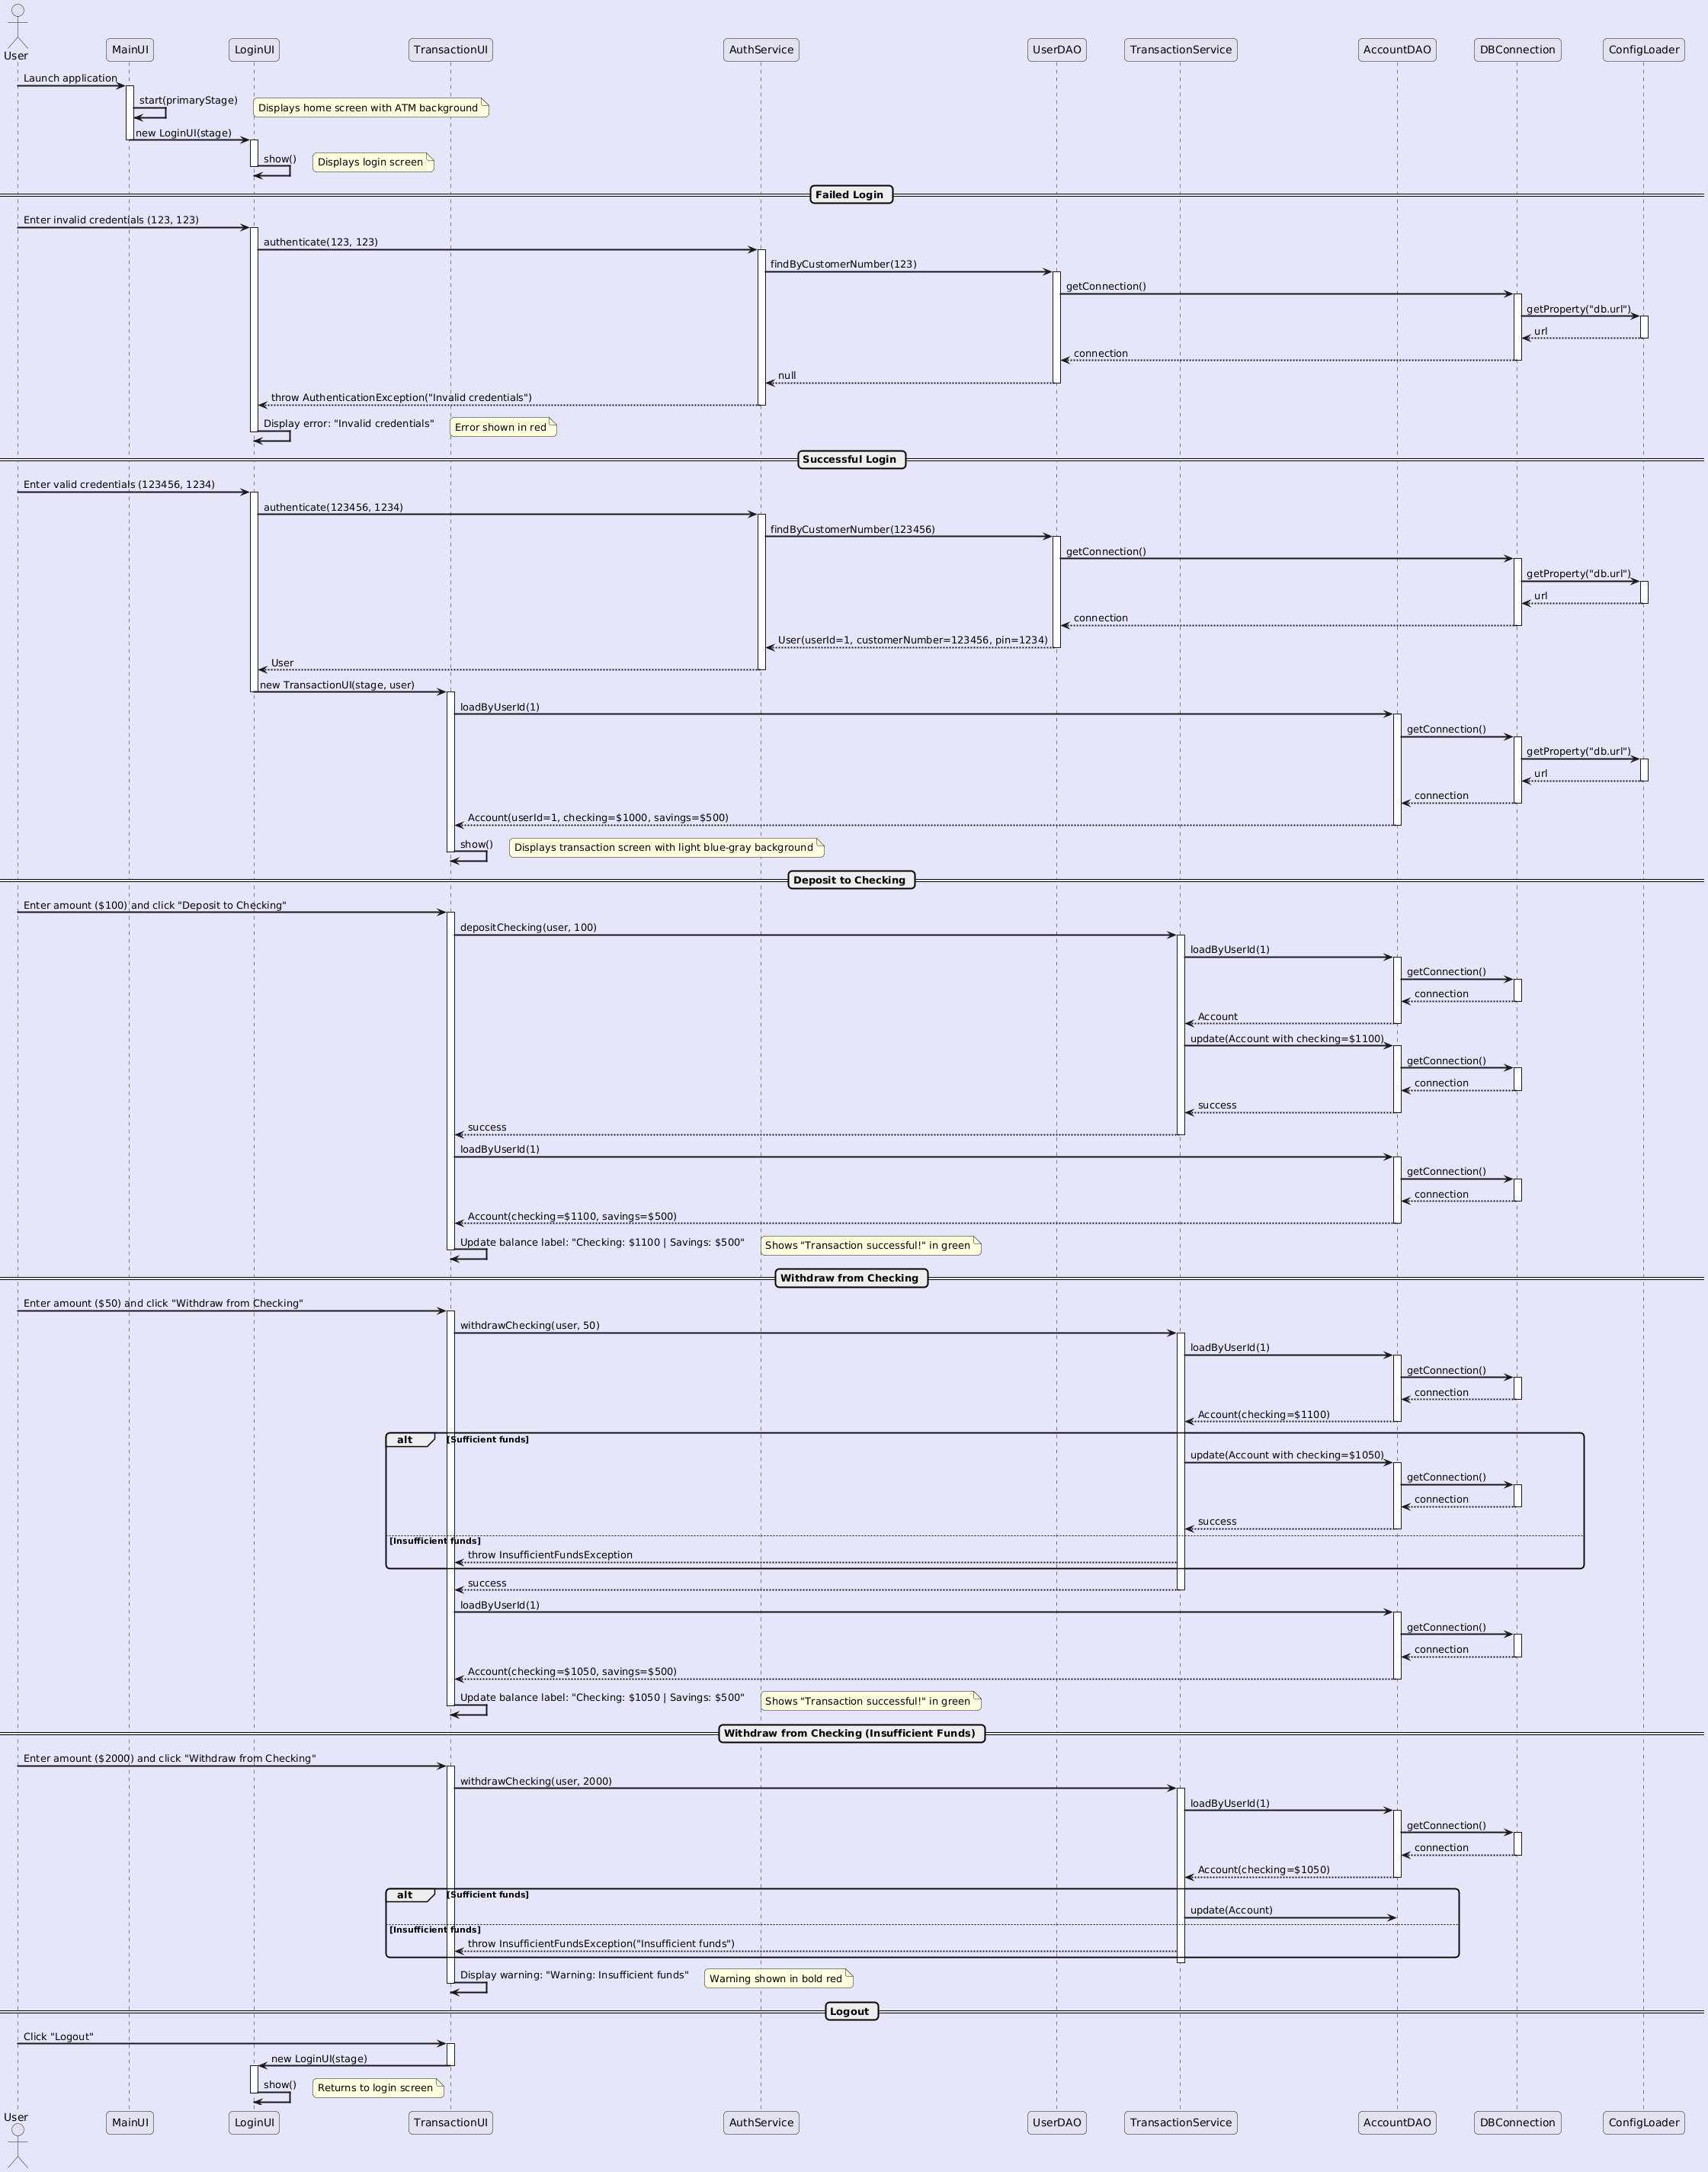 User
MainUI
LoginUI
TransactionUI
AuthService
UserDAO
TransactionService
AccountDAO
DBConnection
ConfigLoader
Launch application
start(primaryStage)
Displays home screen with ATM background
new LoginUI(stage)
show()
Displays login screen
Failed Login
Enter invalid credentials (123, 123)
authenticate(123, 123)
findByCustomerNumber(123)
getConnection()
getProperty("db.url")
url
connection
null
throw AuthenticationException("Invalid credentials")
Display error: "Invalid credentials"
Error shown in red
Successful Login
Enter valid credentials (123456, 1234)
authenticate(123456, 1234)
findByCustomerNumber(123456)
getConnection()
getProperty("db.url")
url
connection
User(userId=1, customerNumber=123456, pin=1234)
User
new TransactionUI(stage, user)
loadByUserId(1)
getConnection()
getProperty("db.url")
url
connection
Account(userId=1, checking=$1000, savings=$500)
show()
Displays transaction screen with light blue-gray background
Deposit to Checking
Enter amount ($100) and click "Deposit to Checking"
depositChecking(user, 100)
loadByUserId(1)
getConnection()
connection
Account
update(Account with checking=$1100)
getConnection()
connection
success
success
loadByUserId(1)
getConnection()
connection
Account(checking=$1100, savings=$500)
Update balance label: "Checking: $1100 | Savings: $500"
Shows "Transaction successful!" in green
Withdraw from Checking
Enter amount ($50) and click "Withdraw from Checking"
withdrawChecking(user, 50)
loadByUserId(1)
getConnection()
connection
Account(checking=$1100)
alt
[Sufficient funds]
update(Account with checking=$1050)
getConnection()
connection
success
[Insufficient funds]
throw InsufficientFundsException
success
loadByUserId(1)
getConnection()
connection
Account(checking=$1050, savings=$500)
Update balance label: "Checking: $1050 | Savings: $500"
Shows "Transaction successful!" in green
Withdraw from Checking (Insufficient Funds)
Enter amount ($2000) and click "Withdraw from Checking"
withdrawChecking(user, 2000)
loadByUserId(1)
getConnection()
connection
Account(checking=$1050)
alt
[Sufficient funds]
update(Account)
[Insufficient funds]
throw InsufficientFundsException("Insufficient funds")
Display warning: "Warning: Insufficient funds"
Warning shown in bold red
Logout
Click "Logout"
new LoginUI(stage)
show()
Returns to login screen
User
MainUI
LoginUI
TransactionUI
AuthService
UserDAO
TransactionService
AccountDAO
DBConnection
ConfigLoader